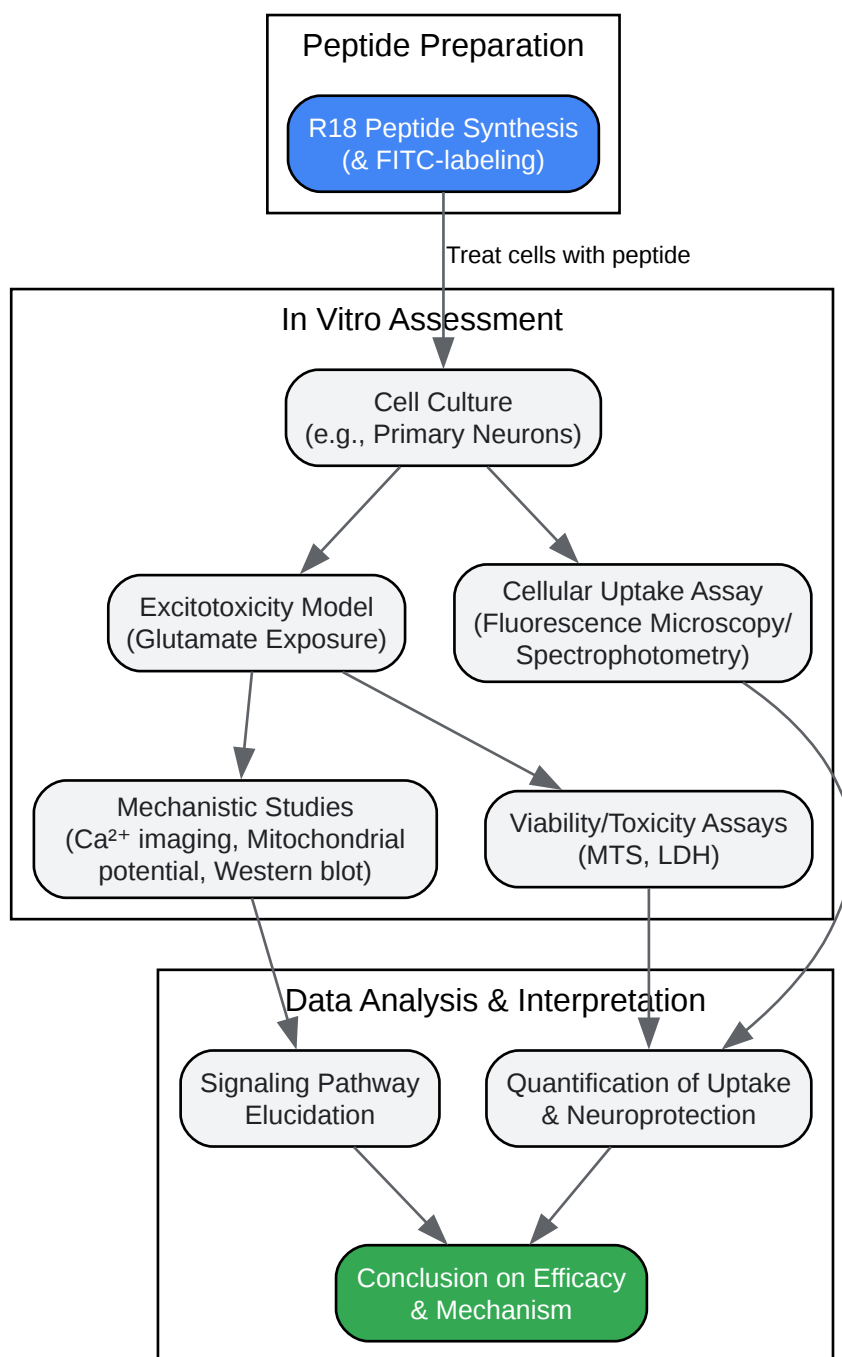 Peptide Preparation
R18 Peptide Synthesis
(& FITC-labeling)
Treat cells with peptide
In Vitro Assessment
Cell Culture
(e.g., Primary Neurons)
Excitotoxicity Model
(Glutamate Exposure)
Cellular Uptake Assay
(Fluorescence Microscopy/
Spectrophotometry)
Mechanistic Studies
(Ca²⁺ imaging, Mitochondrial
potential, Western blot)
Viability/Toxicity Assays
(MTS, LDH)
Data Analysis & Interpretation
Signaling Pathway
Elucidation
Quantification of Uptake
& Neuroprotection
Conclusion on Efficacy
& Mechanism